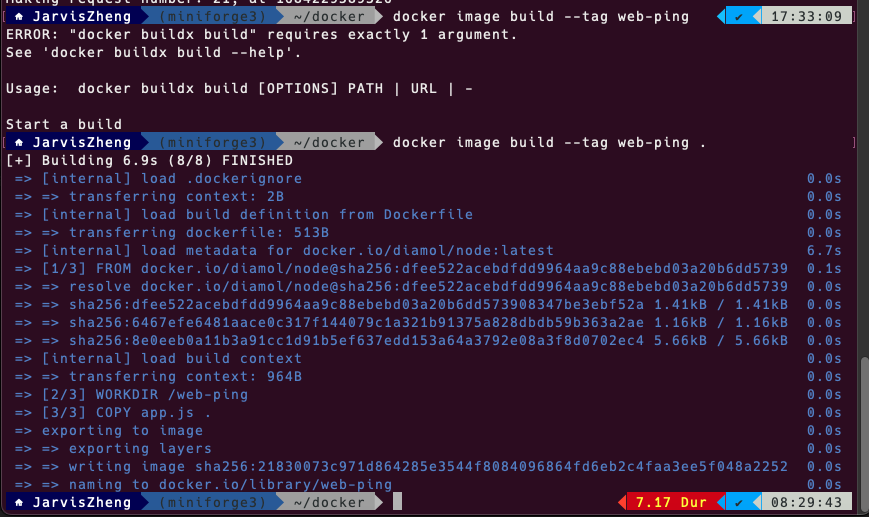 JarvisZheng (miniforge3) ~/docker docker image build --tag web-ping ✔ 17:33:09
ERROR: "docker buildx build" requires exactly 1 argument.
See 'docker buildx build --help'.
Usage:  docker buildx build [OPTIONS] PATH | URL | -
Start a build
JarvisZheng (miniforge3) ~/docker docker image build --tag web-ping .
[+] Building 6.9s (8/8) FINISHED
=> [internal] load .dockerignore 0.0s
=> => transferring context: 2B 0.0s
=> [internal] load build definition from Dockerfile 0.0s
=> => transferring dockerfile: 513B 0.0s
=> [internal] load metadata for docker.io/diamol/node:latest 6.7s
=> [1/3] FROM docker.io/diamol/node@sha256:dfee522acebdfdd9964aa9c88ebebd03a20b6dd5739 0.1s
=> => resolve docker.io/diamol/node@sha256:dfee522acebdfdd9964aa9c88ebebd03a20b6dd5739 0.0s
=> => sha256:dfee522acebdfdd9964aa9c88ebebd03a20b6dd573908347be3ebf52a 1.41kB / 1.41kB 0.0s
=> => sha256:6467efe6481aace0c317f144079c1a321b91375a828dbdb59b363a2ae 1.16kB / 1.16kB 0.0s
=> => sha256:8e0eeb0a11b3a91cc1d91b5ef637edd153a64a3792e08a3f8d0702ec4 5.66kB / 5.66kB 0.0s
=> [internal] load build context 0.0s
=> => transferring context: 964B 0.0s
=> [2/3] WORKDIR /web-ping 0.0s
=> [3/3] COPY app.js . 0.0s
=> exporting to image 0.0s
=> => exporting layers 0.0s
=> => writing image sha256:21830073c971d864285e3544f8084096864fd6eb2c4faa3ee5f048a2252 0.0s
=> => naming to docker.io/library/web-ping 0.0s
JarvisZheng (miniforge3) ~/docker 7.17 Dur ✔ 08:29:43